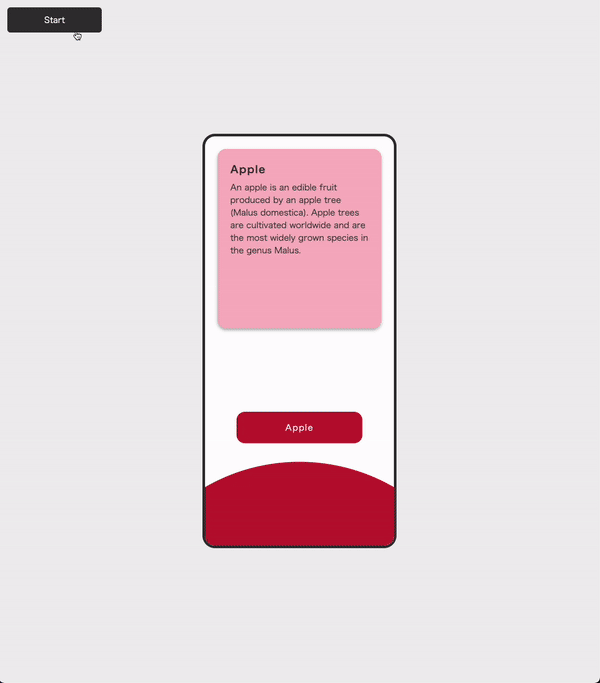 Start
Apple
An apple is an edible fruit
produced by an apple tree
(Malus domestica). Apple trees
are cultivated worldwide and are
the most widely grown species in
the genus Malus.
Apple